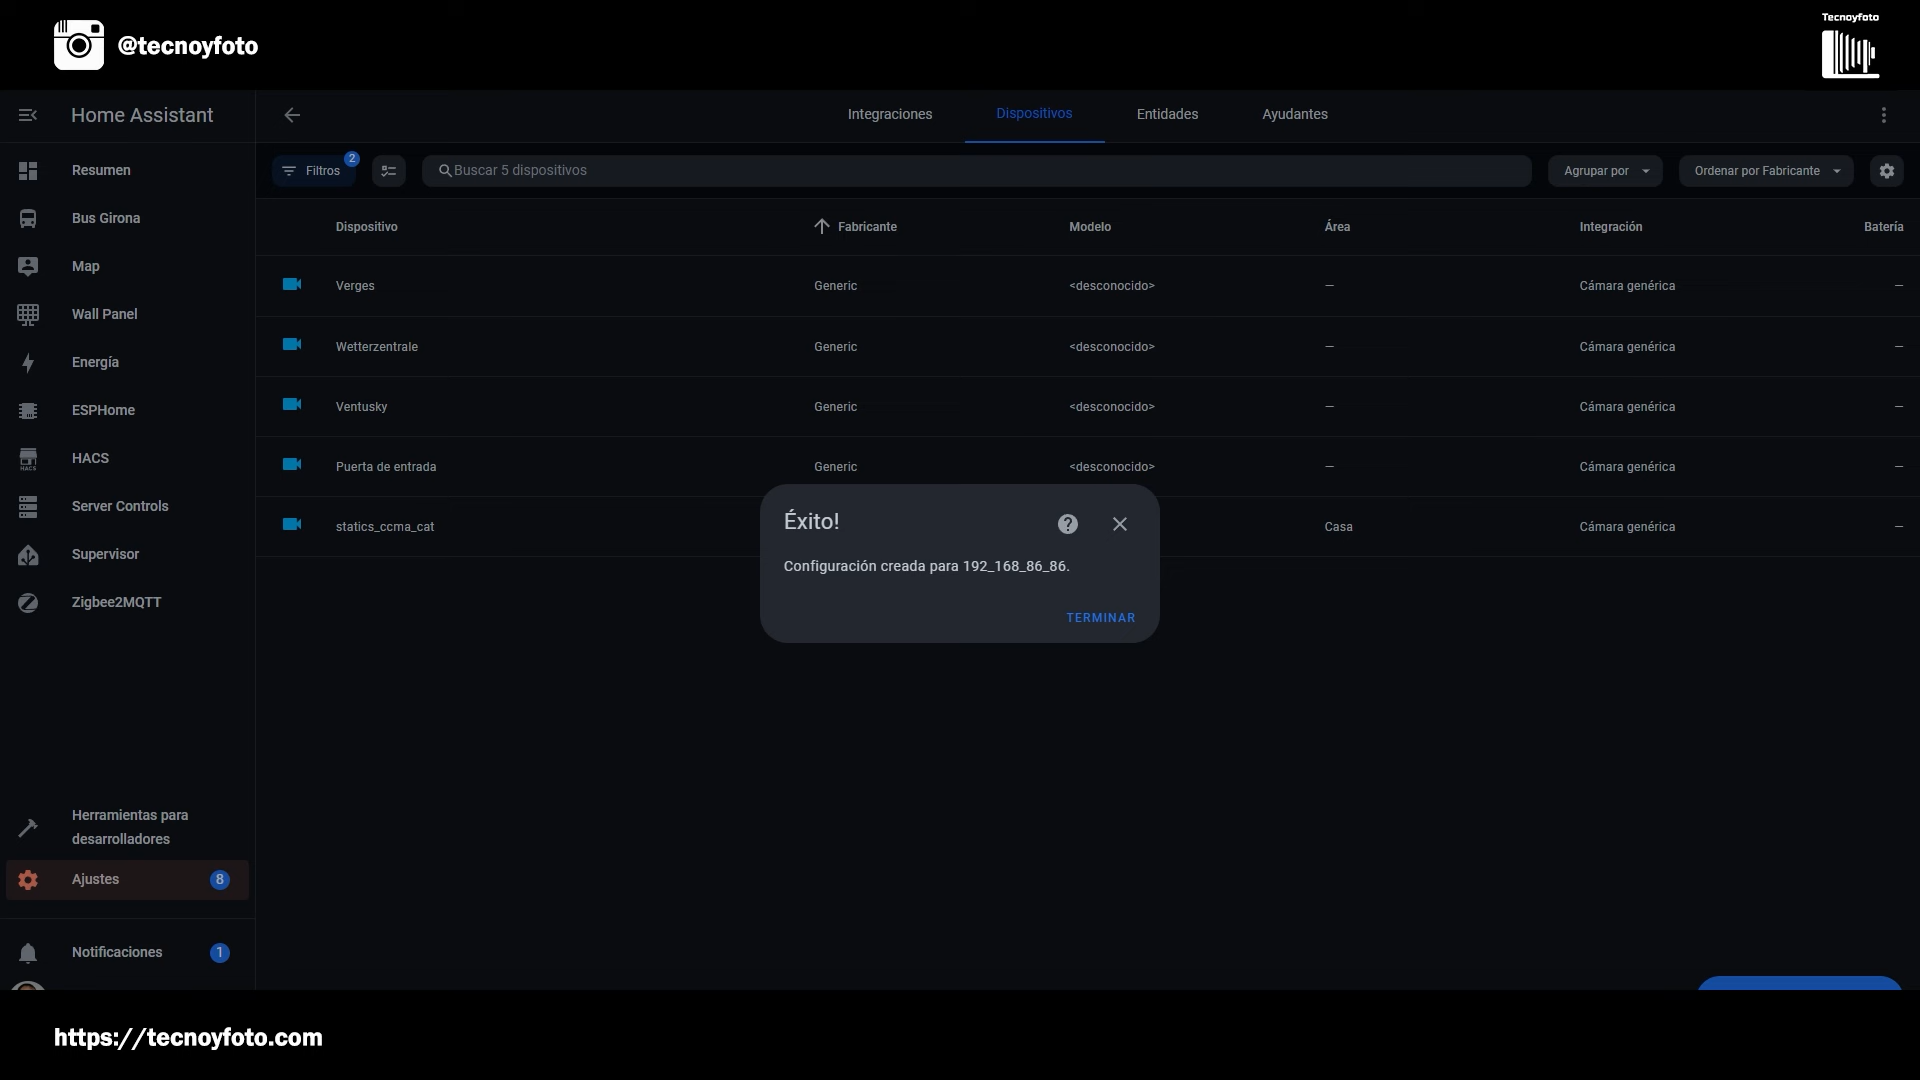 @tecnoyfoto
Tecnoyfoto
Home Assistant
Integraciones
Dispositivos
Entidades
Ayudantes
Resumen
Bus Girona
Map
Wall Panel
Energía
ESPHome
HACS
HACS
Server Controls
Supervisor
Zigbee2MQTT
Herramientas para
desarrolladores
Ajustes
8
Notificaciones
1
Filtros
2
Buscar 5 dispositivos
Agrupar por
Ordenar por Fabricante
Dispositivo Fabricante Modelo Área Integración Batería
Verges Generic <desconocido> — Cámara genérica —
Wetterzentrale Generic <desconocido> — Cámara genérica —
Ventusky Generic <desconocido> — Cámara genérica —
Puerta de entrada Generic <desconocido> — Cámara genérica —
statics_ccma_cat Casa Cámara genérica —
Éxito!
Configuración creada para 192_168_86_86.
TERMINAR
https://tecnoyfoto.com